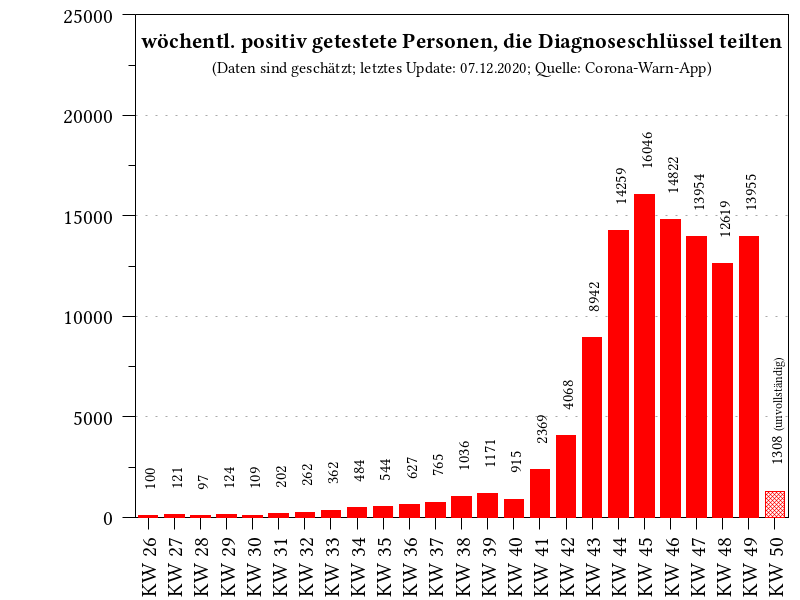 wöchentl. positiv getestete Personen, die Diagnoseschlüssel teilten
(Daten sind geschätzt; letztes Update: 07.12.2020; Quelle: Corona-Warn-App)
25000
20000
15000
10000
5000
0
100
121
97
124
109
202
262
362
484
544
627
765
1036
1171
915
2369
4068
8942
14259
16046
14822
13954
12619
13955
1308 (unvollständig)
KW 26
KW 27
KW 28
KW 29
KW 30
KW 31
KW 32
KW 33
KW 34
KW 35
KW 36
KW 37
KW 38
KW 39
KW 40
KW 41
KW 42
KW 43
KW 44
KW 45
KW 46
KW 47
KW 48
KW 49
KW 50